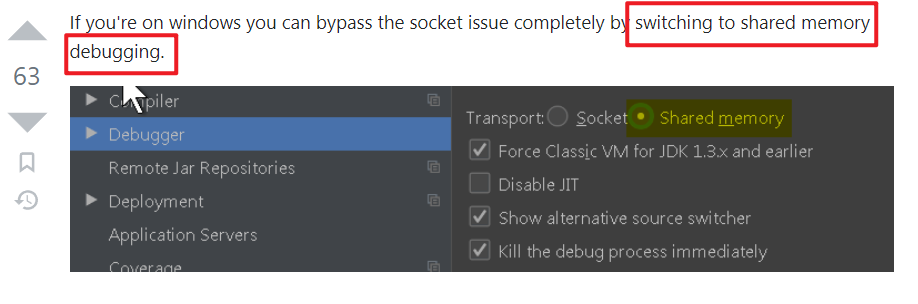 If you're on windows you can bypass the socket issue completely by switching to shared memory
debugging.
63
Compiler
Debugger
Remote Jar Repositories
Deployment
Application Servers
Coverage
Transport: Socket Shared memory
Force Classic VM for JDK 1.3.x and earlier
Disable JIT
Show alternative source switcher
Kill the debug process immediately